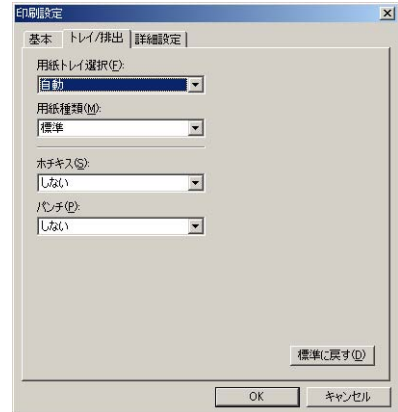 印刷設定
基本 トレイ/排出 詳細設定
用紙トレイ選択(F):
自動
用紙種類(M):
標準
ホチキス(S):
しない
パンチ(P):
しない
標準に戻す(D)
OK キャンセル